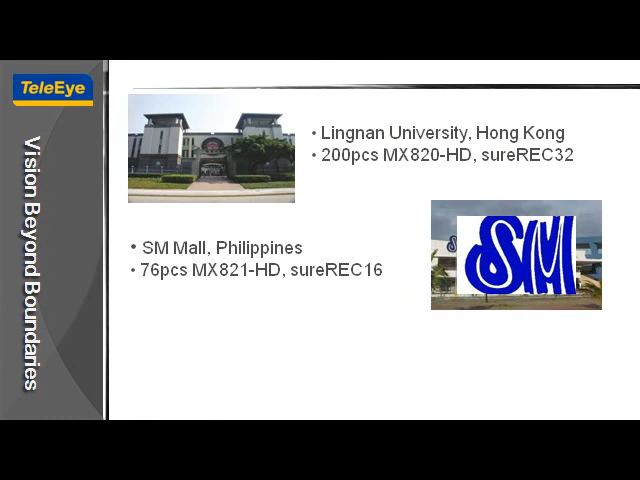 TeleEye
Vision Beyond Boundaries
• Lingnan University, Hong Kong
• 200pcs MX820-HD, sureREC32
• SM Mall, Philippines
• 76pcs MX821-HD, sureREC16
SM